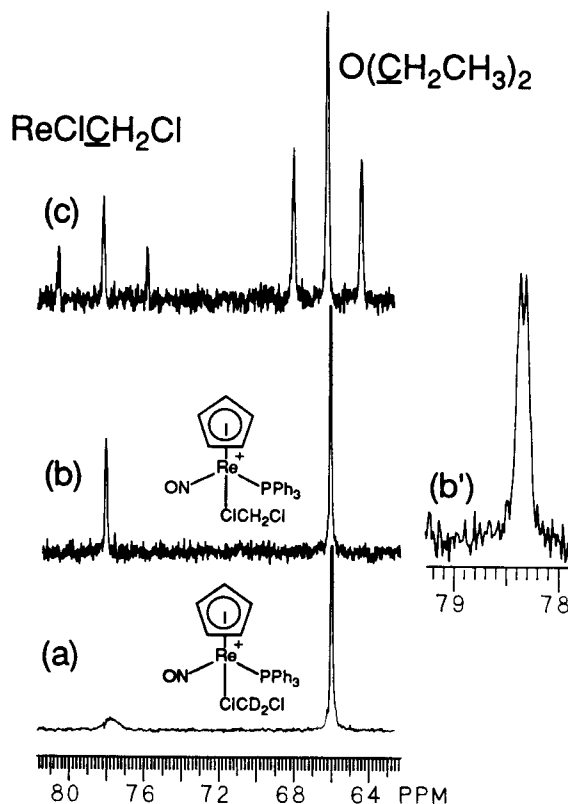 O(CH2CH3)2
ReClCH2Cl
(c)
(b)
I
+
Re
ON
PPh3
ClCH2Cl
(b')
79 78
(a)
I
+
Re
ON
PPh3
ClCD2Cl
80 76 72 68 64 PPM